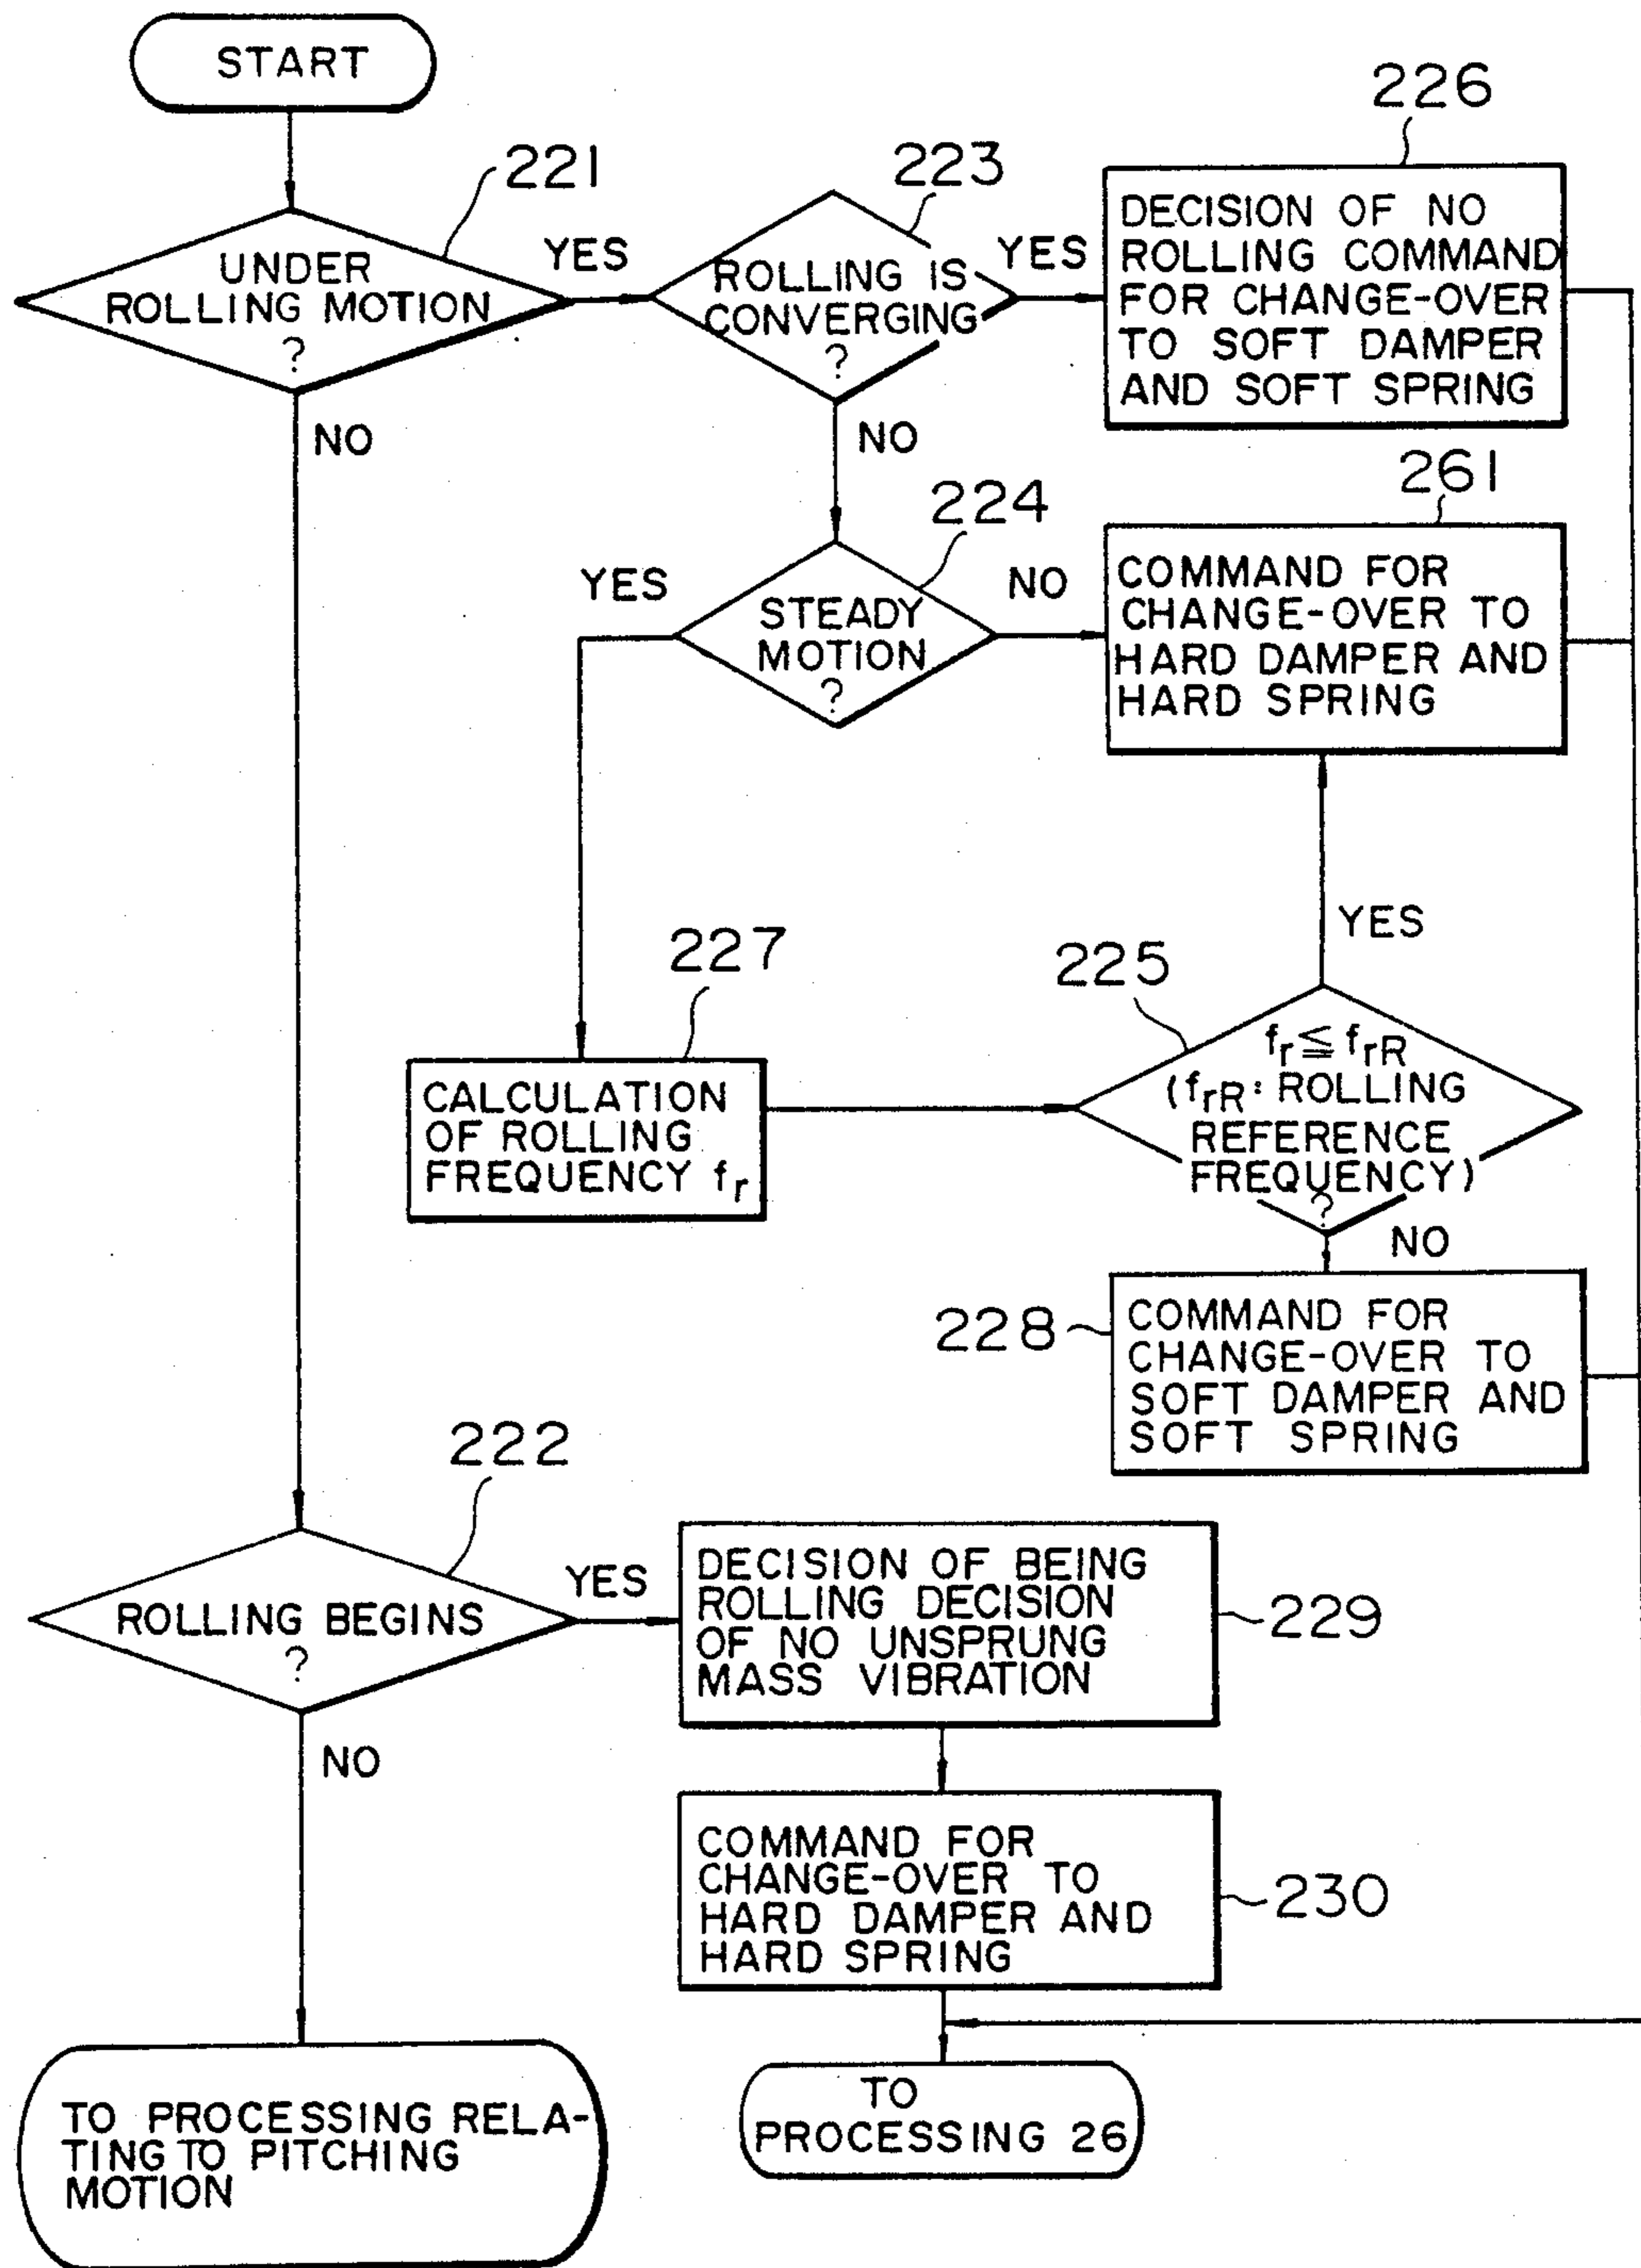 START
221
UNDER
ROLLING MOTION
?
YES
NO
223
ROLLING IS
CONVERGING
?
YES
NO
226
DECISION OF NO
ROLLING COMMAND
FOR CHANGE-OVER
TO SOFT DAMPER
AND SOFT SPRING
224
STEADY
MOTION
?
YES
NO
261
COMMAND FOR
CHANGE-OVER TO
HARD DAMPER AND
HARD SPRING
227
CALCULATION
OF ROLLING
FREQUENCY fr
225
YES
fr ≦ frR
(frR: ROLLING
REFERENCE
FREQUENCY)
?
NO
228
COMMAND FOR
CHANGE-OVER TO
SOFT DAMPER AND
SOFT SPRING
222
ROLLING BEGINS
?
YES
NO
DECISION OF BEING
ROLLING DECISION
OF NO UNSPRUNG
MASS VIBRATION
229
COMMAND FOR
CHANGE-OVER TO
HARD DAMPER AND
HARD SPRING
230
TO PROCESSING RELA-
TING TO PITCHING
MOTION
TO
PROCESSING 26